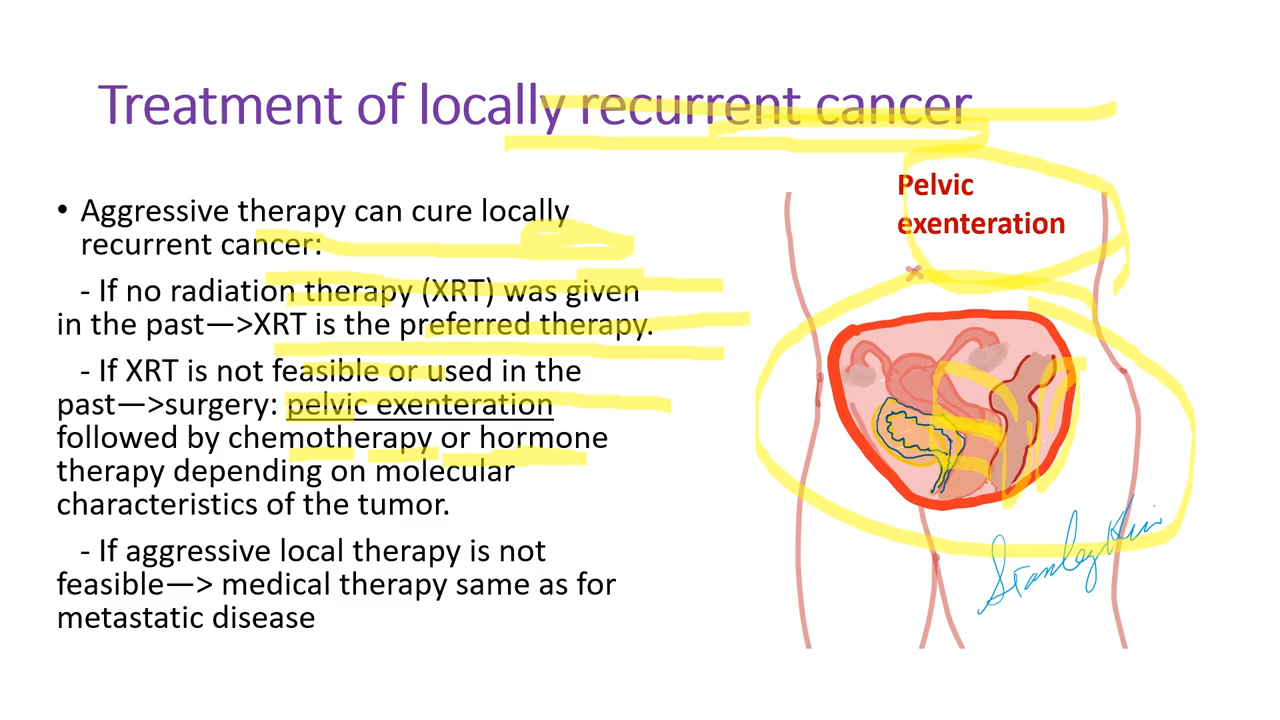 Treatment of locally recurrent cancer
• Aggressive therapy can cure locally
recurrent cancer:
- If no radiation therapy (XRT) was given
in the past—>XRT is the preferred therapy.
- If XRT is not feasible or used in the
past—>surgery: pelvic exenteration
followed by chemotherapy or hormone
therapy depending on molecular
characteristics of the tumor.
- If aggressive local therapy is not
feasible—> medical therapy same as for
metastatic disease
Pelvic
exenteration
Stanley